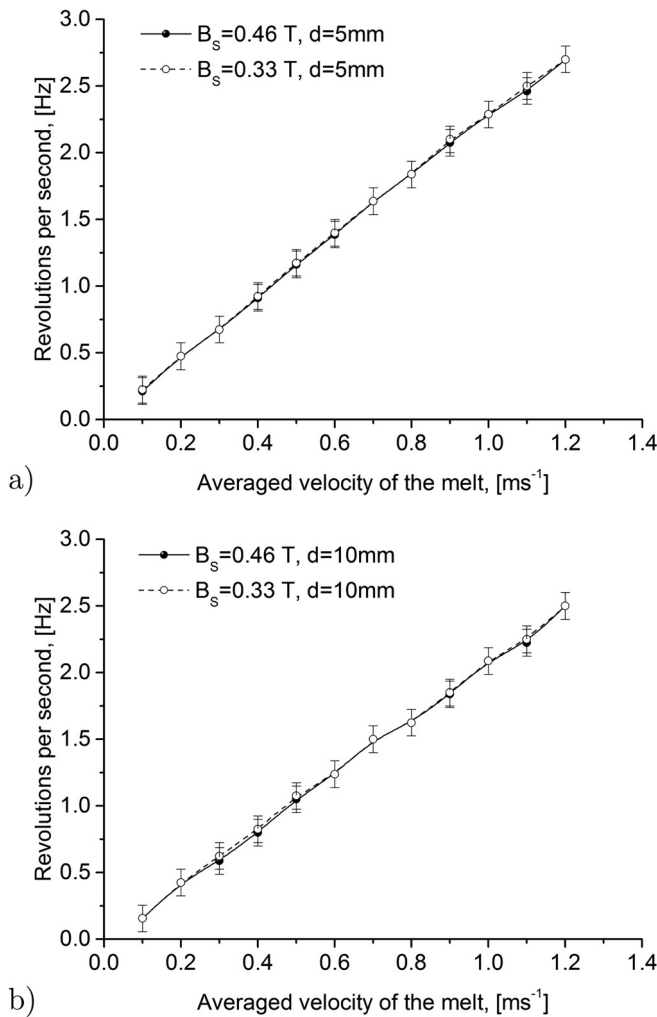 3.0
B_S=0.46 T, d=5mm
B_S=0.33 T, d=5mm
2.5
2.0
1.5
1.0
0.5
0.0
Revolutions per second, [Hz]
0.0 0.2 0.4 0.6 0.8 1.0 1.2 1.4
a)
Averaged velocity of the melt, [ms⁻¹]
3.0
B_S=0.46 T, d=10mm
B_S=0.33 T, d=10mm
2.5
2.0
1.5
1.0
0.5
0.0
Revolutions per second, [Hz]
0.0 0.2 0.4 0.6 0.8 1.0 1.2 1.4
b)
Averaged velocity of the melt, [ms⁻¹]